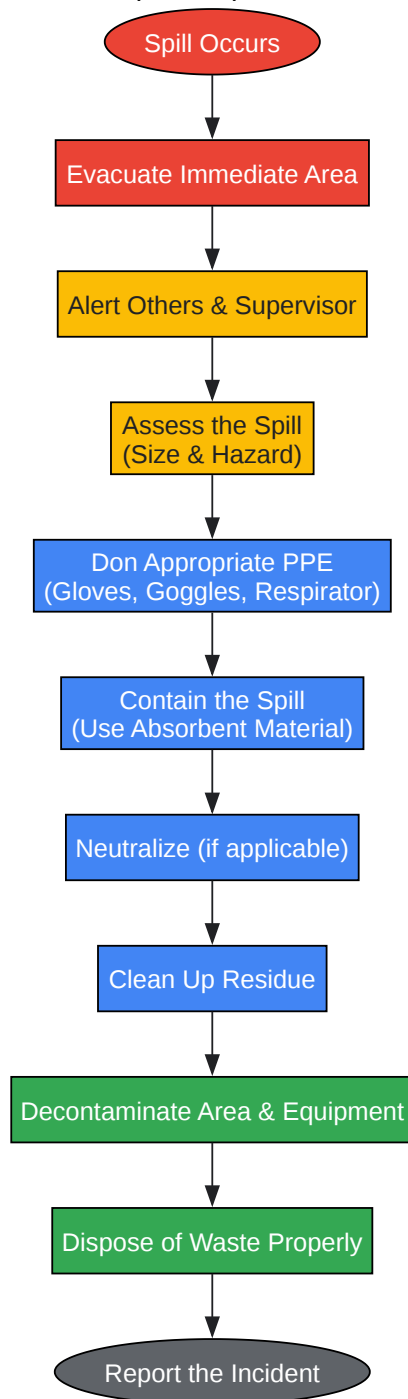 Spill Occurs
Evacuate Immediate Area
Alert Others & Supervisor
Assess the Spill
(Size & Hazard)
Don Appropriate PPE
(Gloves, Goggles, Respirator)
Contain the Spill
(Use Absorbent Material)
Neutralize (if applicable)
Clean Up Residue
Decontaminate Area & Equipment
Dispose of Waste Properly
Report the Incident